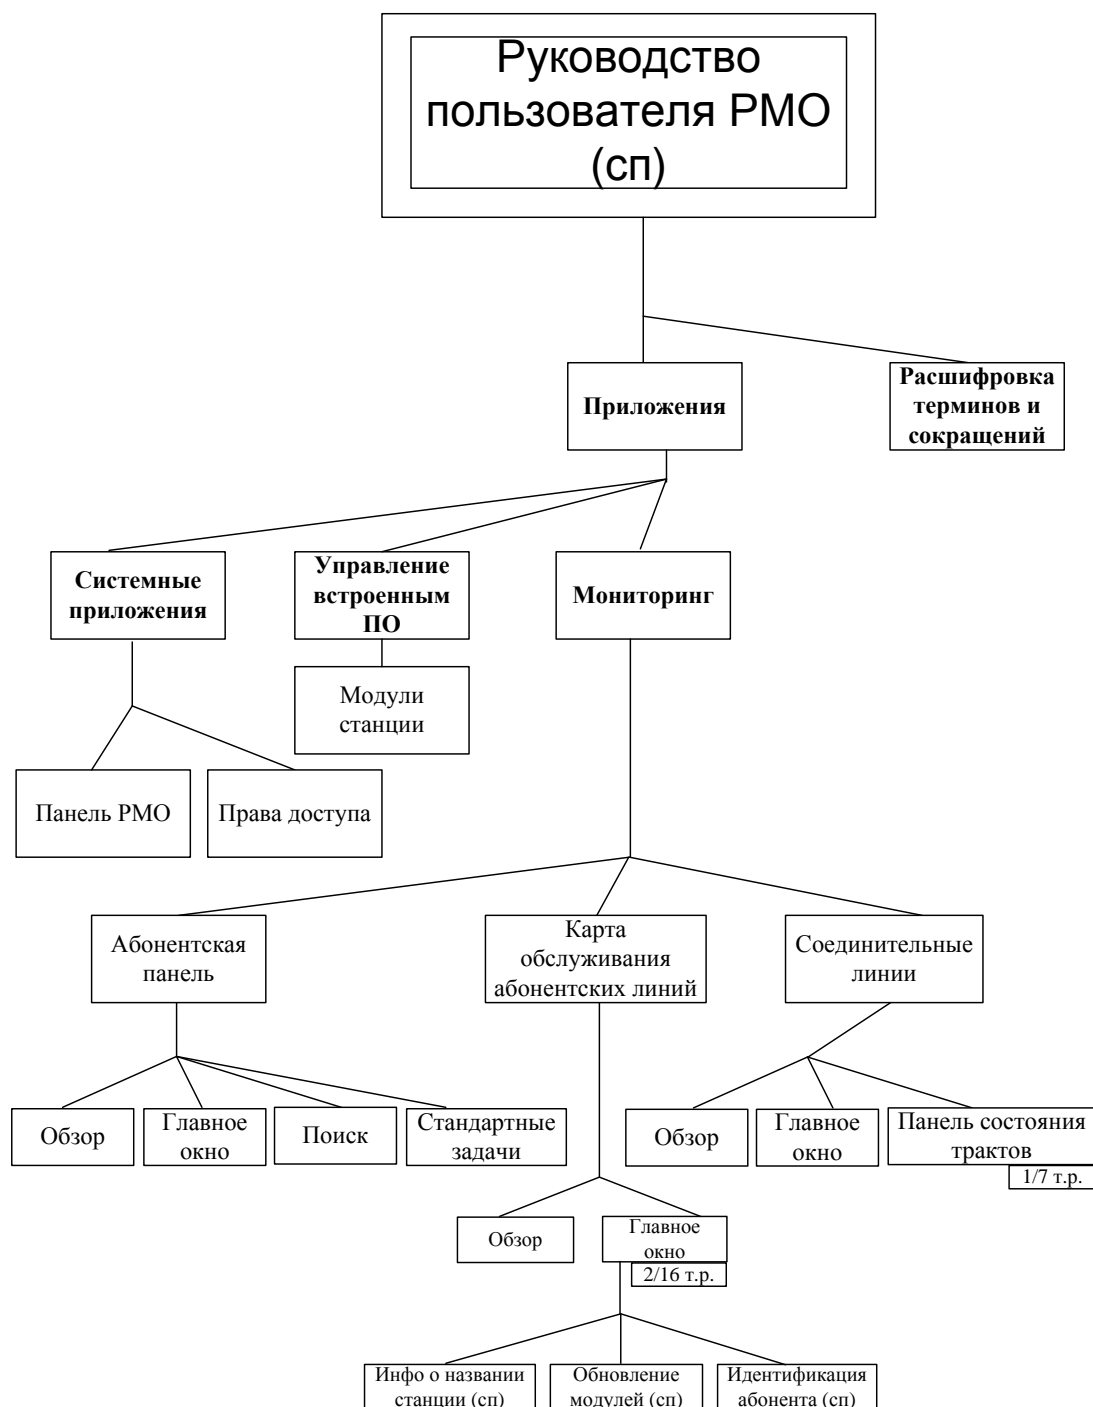 Руководство
пользователя РМО
(сп)
Приложения
Расшифровка
терминов и
сокращений
Системные
приложения
Управление
встроенным
ПО
Мониторинг
Модули
станции
Панель РМО
Права доступа
Абонентская
панель
Карта
обслуживания
абонентских линий
Соединительные
линии
Обзор
Главное
окно
Поиск
Стандартные
задачи
Обзор
Главное
окно
Панель состояния
трактов
1/7 т.р.
Обзор
Главное
окно
2/16 т.р.
Инфо о названии
станции (сп)
Обновление
модулей (сп)
Идентификация
абонента (сп)